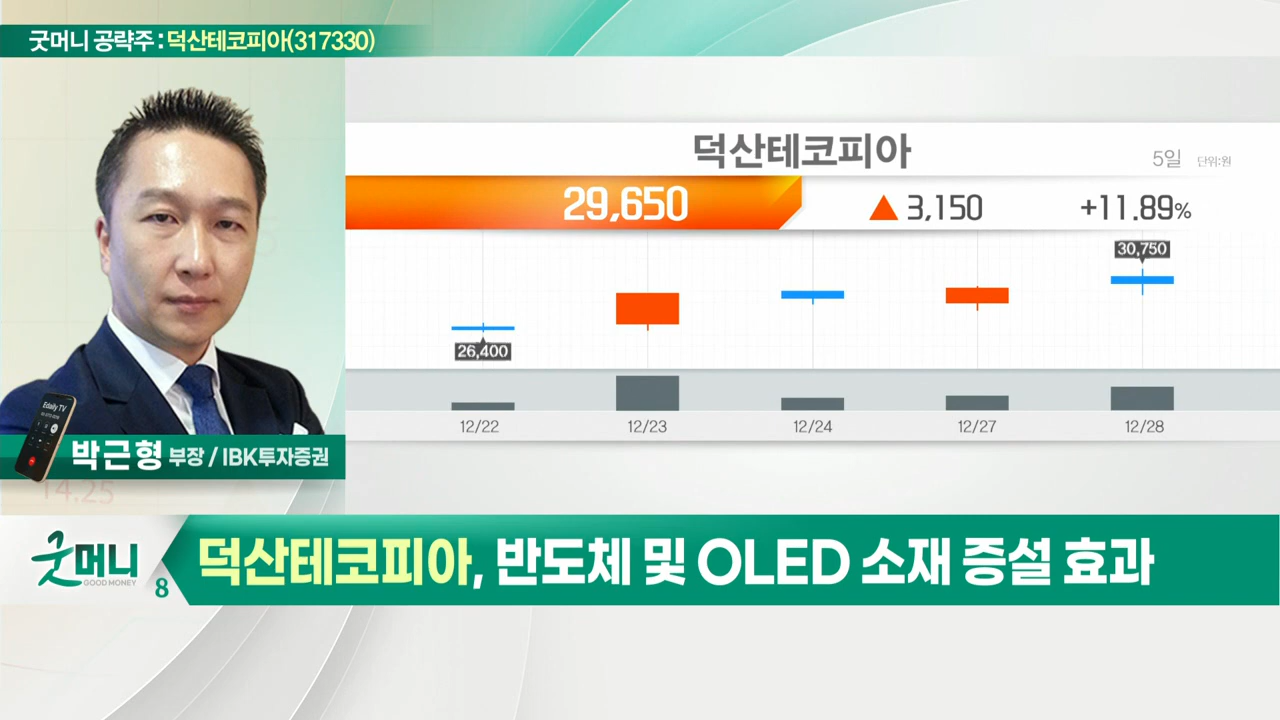 굿머니 공략주 : 덕산테코피아(317330)
덕산테코피아
5일 단위:원
29,650 ▲ 3,150 +11.89%
30,750
26,400
12/22 12/23 12/24 12/27 12/28
Edaily TV
박근형 부장 / IBK투자증권
14.25
굿머니
GOOD MONEY
8
덕산테코피아, 반도체 및 OLED 소재 증설 효과